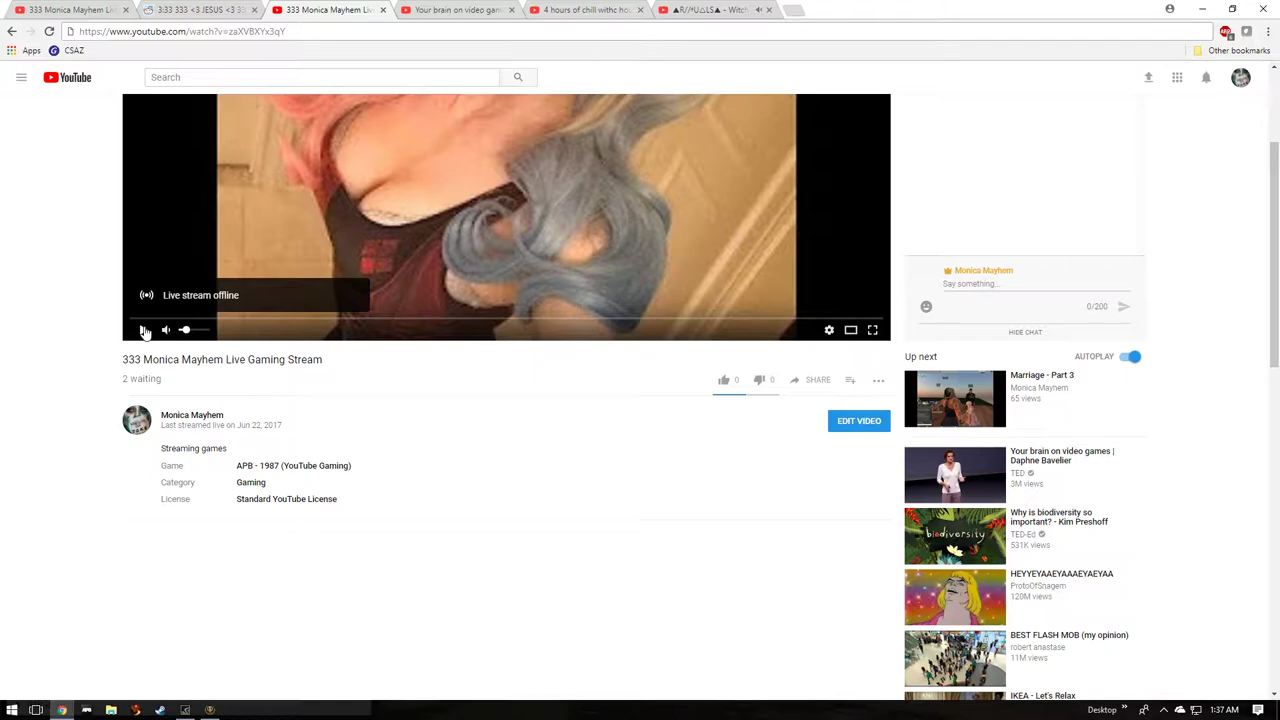 333 Monica Mayhem Liv
333 333 <3 JESUS <3 3
333 Monica Mayhem Live
Your brain on video gam
4 hours of chill withc ho
▲R//\*U△LS▲ - Witch
https://www.youtube.com/watch?v=zaXVBXYx3qY
Apps
CSAZ
Other bookmarks
YouTube
Search
Live stream offline
Monica Mayhem
Say something...
0/200
HIDE CHAT
333 Monica Mayhem Live Gaming Stream
2 waiting
0
0
SHARE
Up next
AUTOPLAY
Monica Mayhem
Last streamed live on Jun 22, 2017
EDIT VIDEO
Streaming games
Game APB - 1987 (YouTube Gaming)
Category Gaming
License Standard YouTube License
Marriage - Part 3
Monica Mayhem
65 views
Your brain on video games |
Daphne Bavelier
TED
3M views
biodiversity
Why is biodiversity so
important? - Kim Preshoff
TED-Ed
531K views
HEYYEYAAEYAAAEYAEYAA
ProtoOfSnagem
120M views
BEST FLASH MOB (my opinion)
robert anastase
11M views
IKEA - Let's Relax
Desktop
1:37 AM